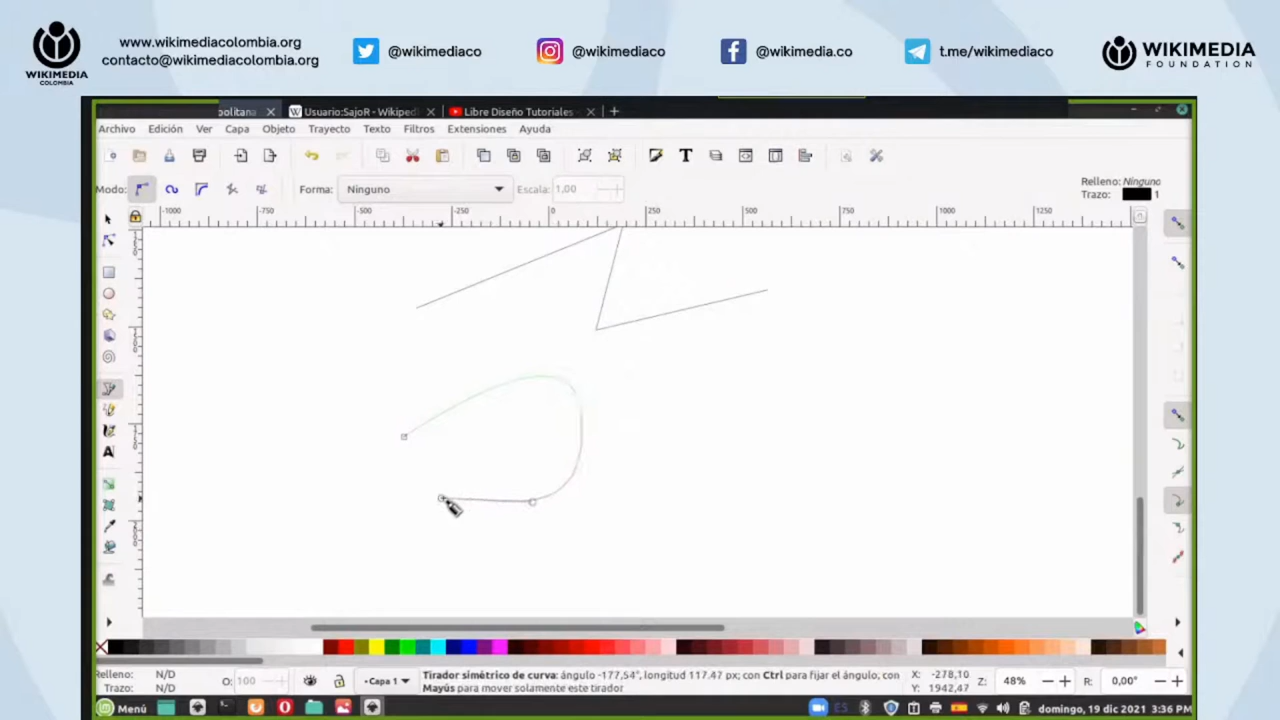 WIKIMEDIA
COLOMBIA
www.wikimediacolombia.org
contacto@wikimediacolombia.org
@wikimediaco
@wikimediaco
@wikimedia.co
t.me/wikimediaco
WIKIMEDIA
FOUNDATION
politana
Usuario:SajoR - Wikiped
Libre Diseño Tutoriales -
Archivo Edición Ver Capa Objeto Trayecto Texto Filtros Extensiones Ayuda
Modo:
Forma: Ninguno
Escala: 1,00
Relleno: Ninguno
Trazo: 1
-1000 -750 -500 -250 0 250 500 750 1000 1250
Relleno: N/D
Trazo: N/D
O: 100
Capa 1
Tirador simétrico de curva: ángulo -177,54°, longitud 117.47 px; con Ctrl para fijar el ángulo, con
Mayús para mover solamente este tirador
X: -278,10
Y: 1942,47
Z: 48%
R: 0,00°
Menú
ES
domingo, 19 dic 2021 3:36 PM